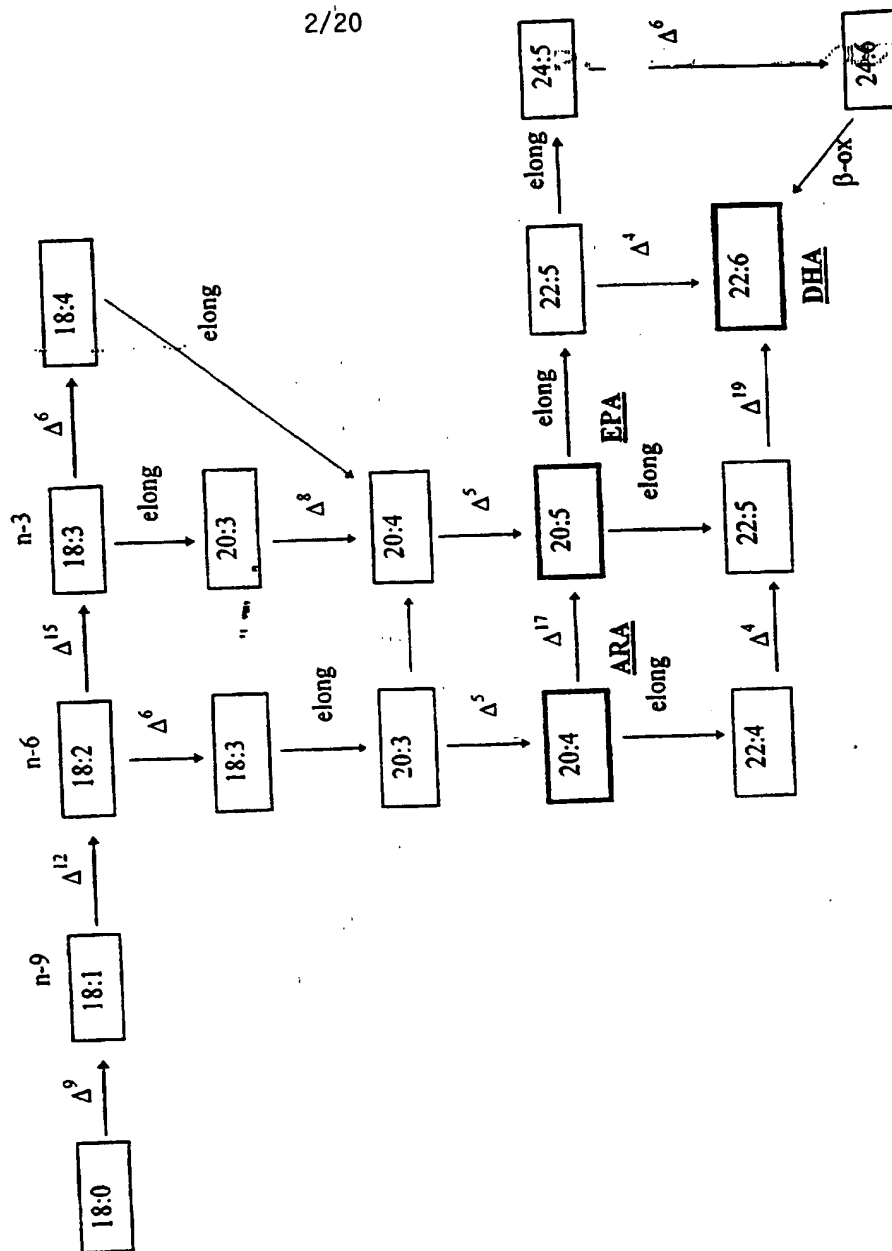 2/20
n-9
n-6
n-3
18:0
Δ⁹
18:1
Δ¹²
18:2
Δ¹⁵
18:3
Δ⁶
18:4
Δ⁶
elong
elong
18:3
20:3
elong
Δ⁸
20:3
20:4
Δ⁵
Δ⁵
20:4
Δ¹⁷
20:5
elong
22:5
elong
24:5
ARA
EPA
elong
elong
Δ⁴
Δ⁶
22:4
Δ⁴
22:5
Δ¹⁹
22:6
β-ox
24:6
DHA